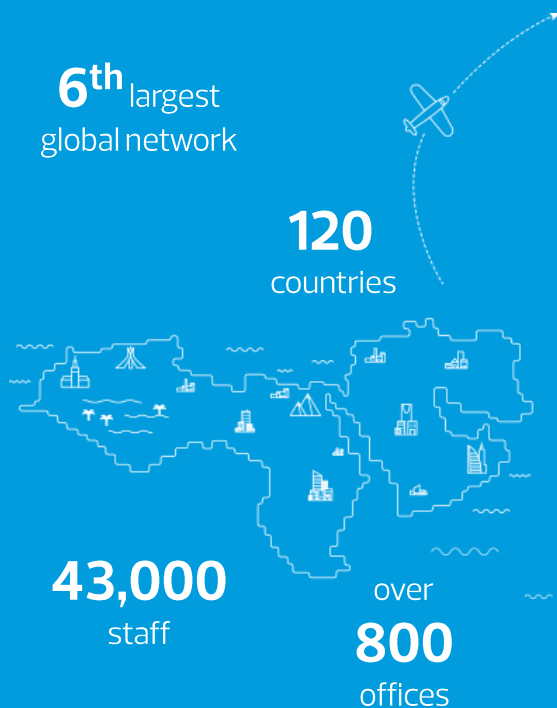 6th largest
global network
120
countries
43,000
staff
over
800
offices